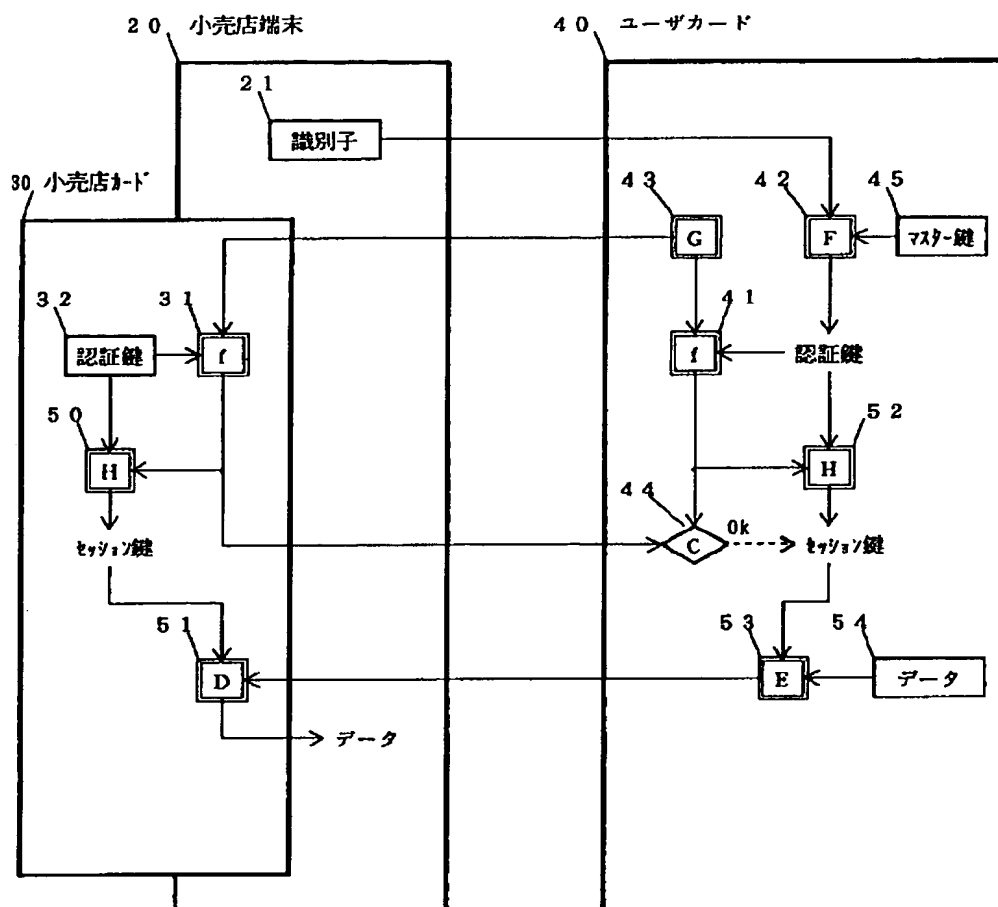 20 小売店端末
40 ユーザカード
21
識別子
30 小売店ｶｰﾄﾞ
43
42
45
G
F
ﾏｽﾀｰ鍵
32
31
41
認証鍵
f
f
認証鍵
50
52
H
H
44
Ok
C
ｾｯｼｮﾝ鍵
ｾｯｼｮﾝ鍵
51
53
54
D
E
データ
データ